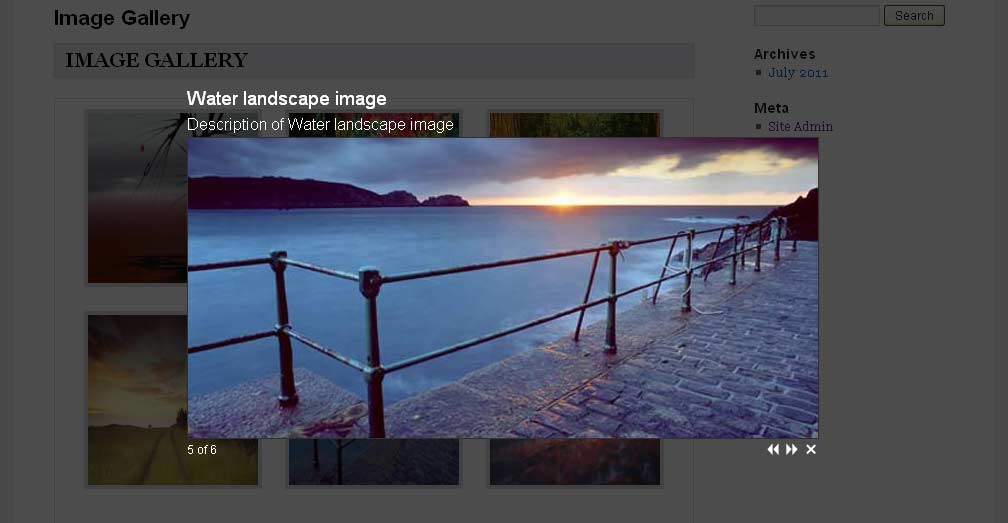 Image Gallery
Search
IMAGE GALLERY
Archives
July 2011
Meta
Site Admin
Water landscape image
Description of Water landscape image
5 of 6